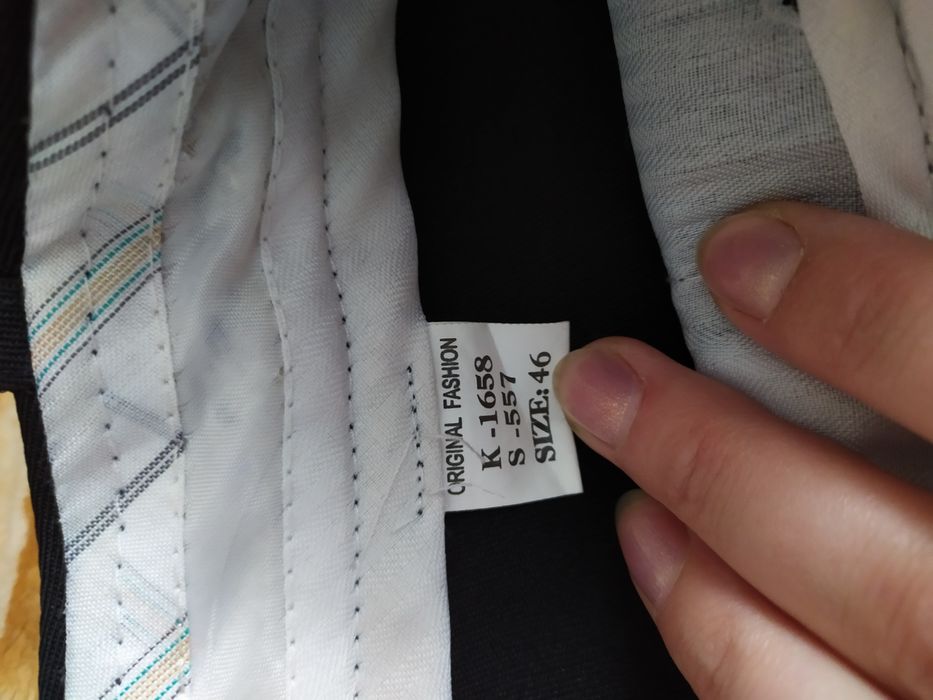 ORIGINAL FASHION
K -1658
S -557
SIZE: 46